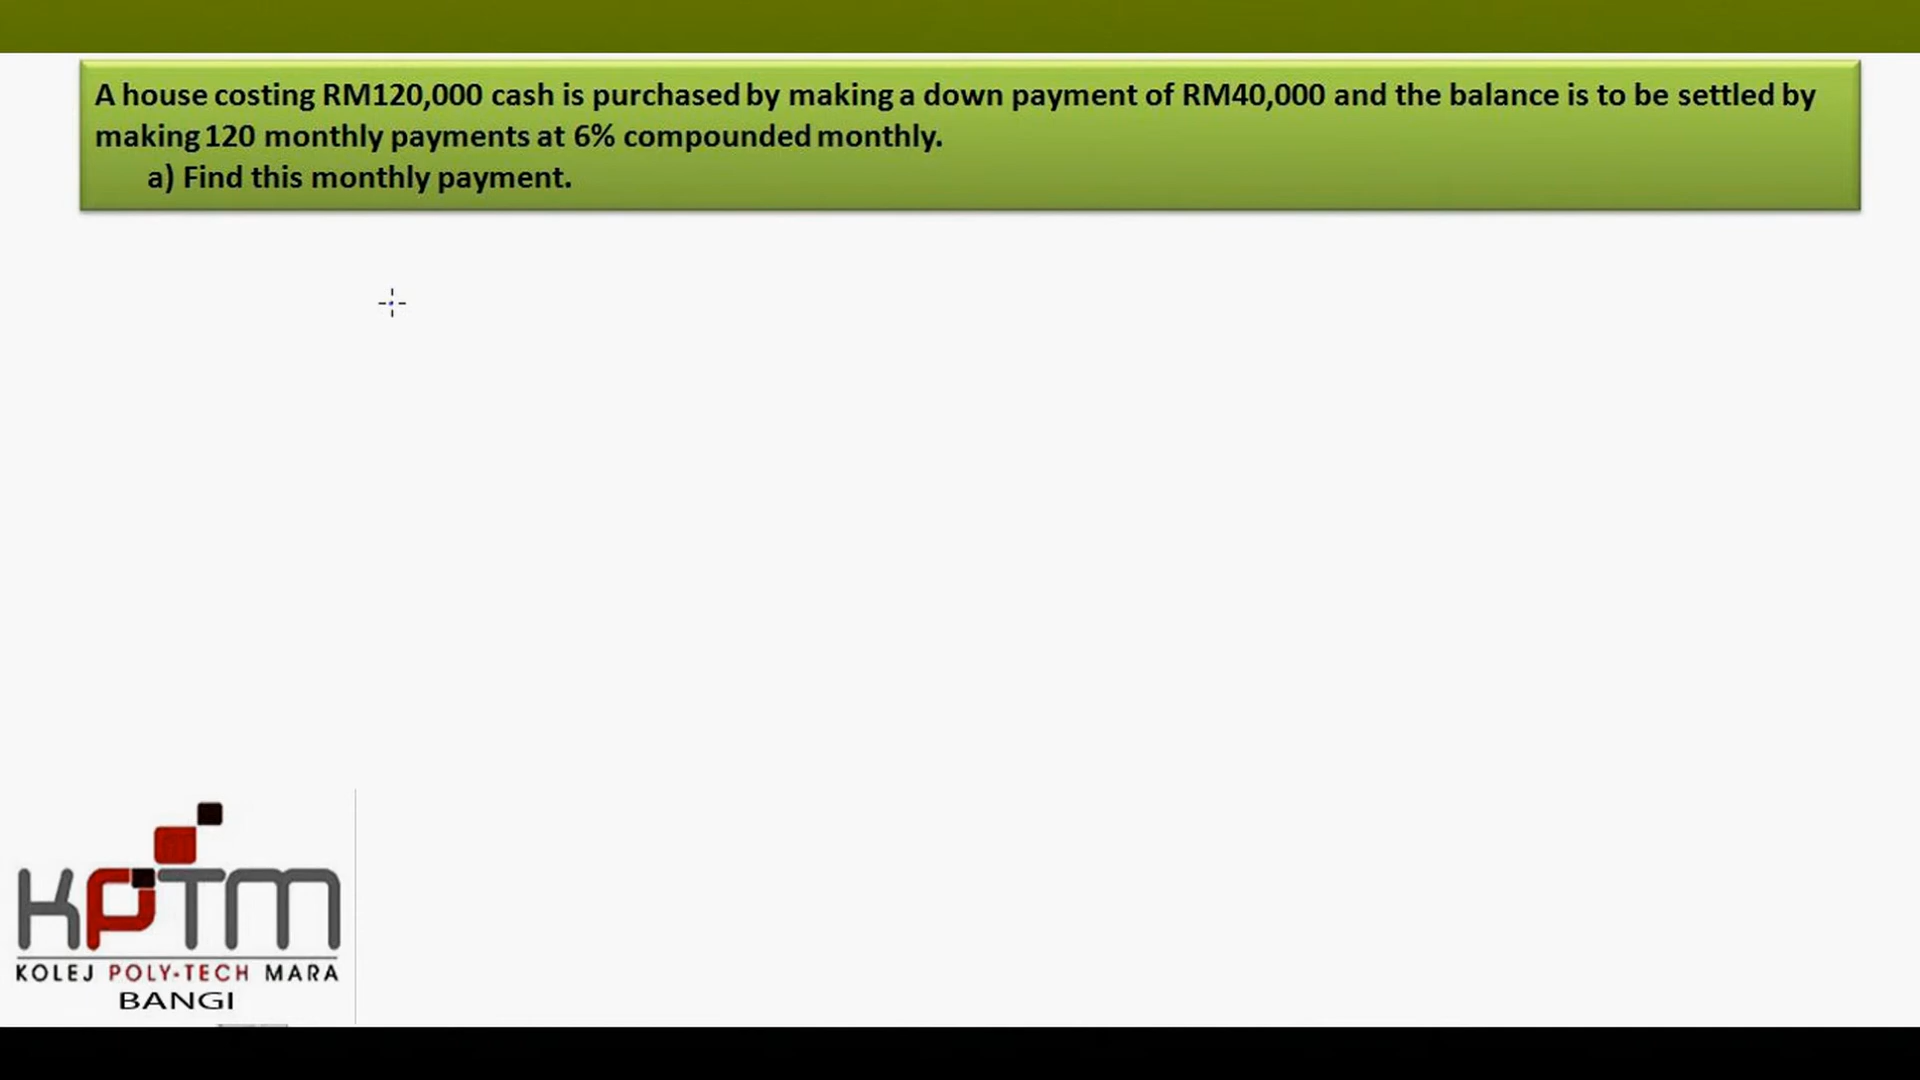 A house costing RM120,000 cash is purchased by making a down payment of RM40,000 and the balance is to be settled by
making 120 monthly payments at 6% compounded monthly.
a) Find this monthly payment.
KPTM
KOLEJ POLY-TECH MARA
BANGI